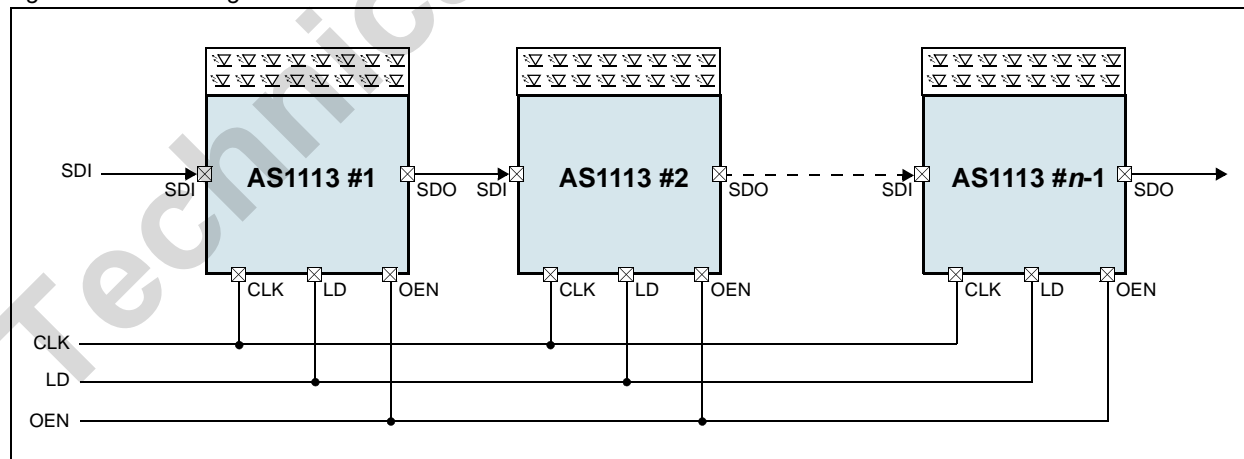 AS1113 #1
AS1113 #2
AS1113 #n-1
SDI
SDI
SDO
SDI
SDO
SDI
SDO
CLK
LD
OEN
CLK
LD
OEN
CLK
LD
OEN
CLK
LD
OEN
Technic